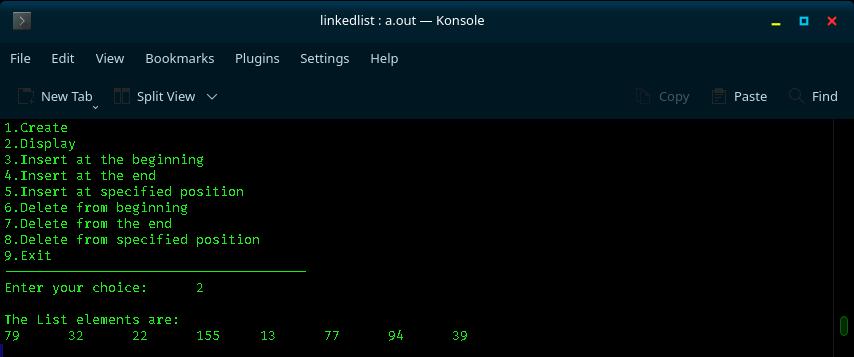 linkedlist : a.out — Konsole
File Edit View Bookmarks Plugins Settings Help
New Tab Split View Copy Paste Find
1.Create
2.Display
3.Insert at the beginning
4.Insert at the end
5.Insert at specified position
6.Delete from beginning
7.Delete from the end
8.Delete from specified position
9.Exit
Enter your choice: 2
The List elements are:
79 32 22 155 13 77 94 39